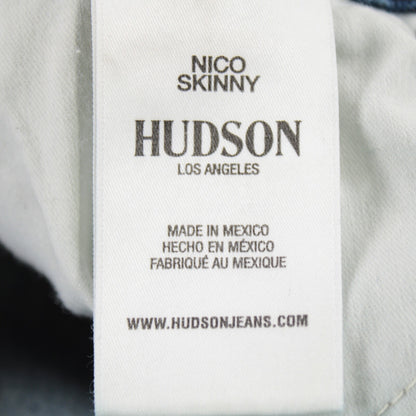 NICO
SKINNY
HUDSON
LOS ANGELES
MADE IN MEXICO
HECHO EN MÉXICO
FABRIQUÉ AU MEXIQUE
WWW.HUDSONJEANS.COM